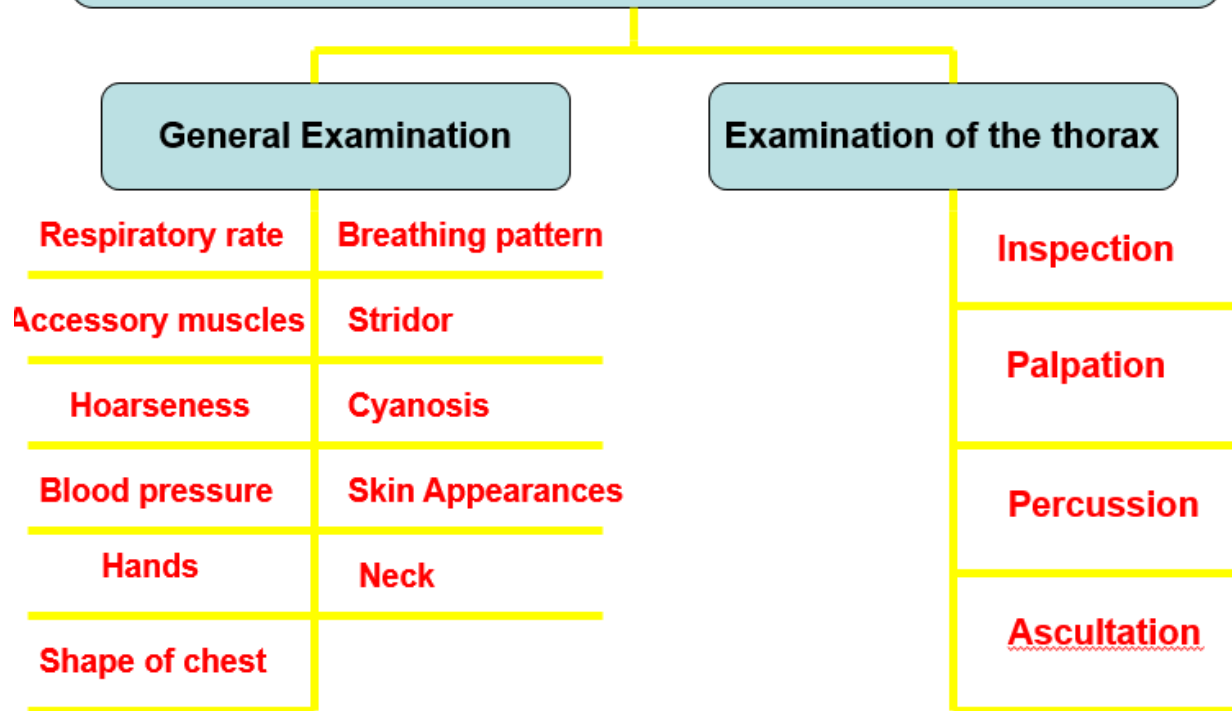 General Examination
Examination of the thorax
Respiratory rate
Breathing pattern
Accessory muscles
Stridor
Hoarseness
Cyanosis
Blood pressure
Skin Appearances
Hands
Neck
Shape of chest
Inspection
Palpation
Percussion
Ascultation